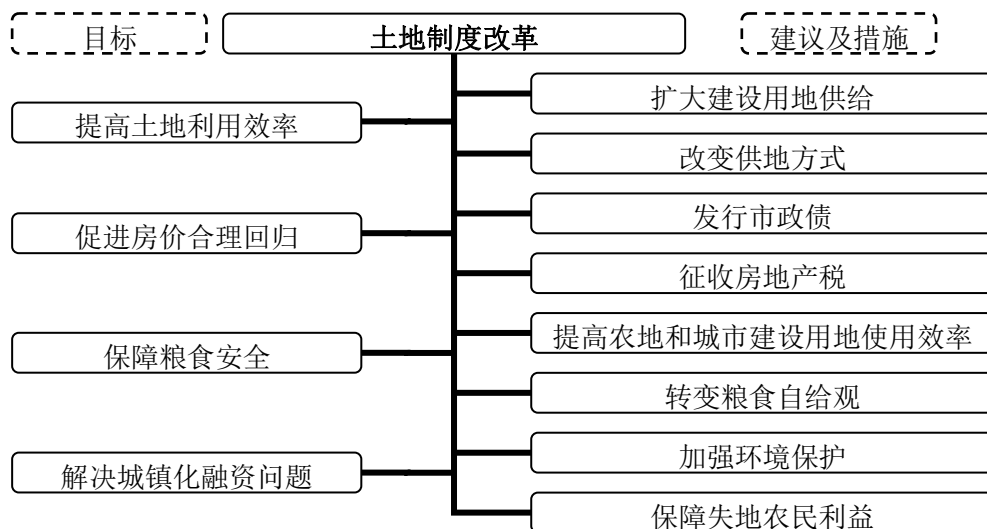 目标
土地制度改革
建议及措施
提高土地利用效率
促进房价合理回归
保障粮食安全
解决城镇化融资问题
扩大建设用地供给
改变供地方式
发行市政债
征收房地产税
提高农地和城市建设用地使用效率
转变粮食自给观
加强环境保护
保障失地农民利益